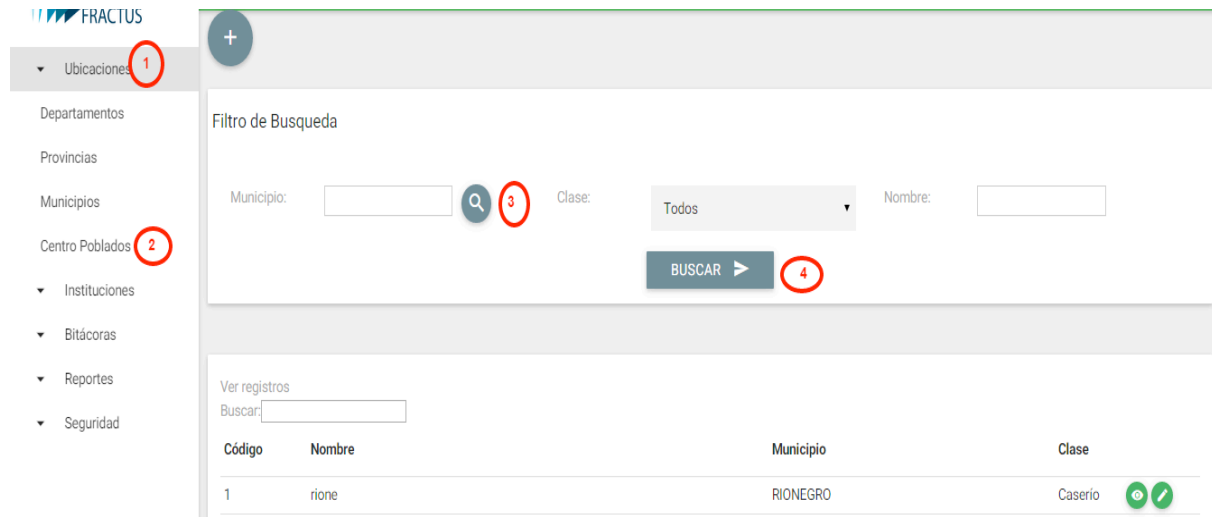 FRACTUS
Ubicaciones 1
Departamentos
Provincias
Municipios
Centro Poblados 2
Instituciones
Bitácoras
Reportes
Seguridad
+
Filtro de Busqueda
Municipio: 3 Clase: Todos Nombre:
BUSCAR 4
Ver registros
Buscar:
Código Nombre Municipio Clase
1 rione RIONEGRO Caserío